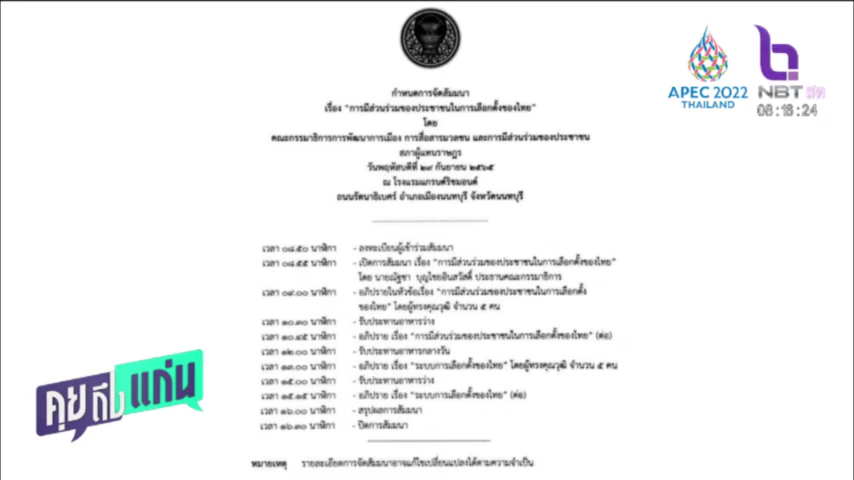 กำหนดการจัดสัมมนา
เรื่อง "การมีส่วนร่วมของประชาชนในการเลือกตั้งของไทย"
โดย
คณะกรรมาธิการการพัฒนาการเมือง การสื่อสารมวลชน และการมีส่วนร่วมของประชาชน
สภาผู้แทนราษฎร
วันพฤหัสบดีที่ ๒๙ กันยายน ๒๕๖๕
ณ โรงแรมแกรนด์ริชมอนด์
ถนนรัตนาธิเบศร์ อำเภอเมืองนนทบุรี จังหวัดนนทบุรี
APEC 2022
THAILAND
NBT สด
08:18:24
เวลา ๐๘.๕๐ นาฬิกา - ลงทะเบียนผู้เข้าร่วมสัมมนา
เวลา ๐๘.๕๕ นาฬิกา - เปิดการสัมมนา เรื่อง "การมีส่วนร่วมของประชาชนในการเลือกตั้งของไทย"
โดย นายณัฐชา บุญไชยอินสวัสดิ์ ประธานคณะกรรมาธิการ
เวลา ๐๙.๐๐ นาฬิกา - อภิปรายในหัวข้อเรื่อง "การมีส่วนร่วมของประชาชนในการเลือกตั้ง
ของไทย" โดยผู้ทรงคุณวุฒิ จำนวน ๕ คน
เวลา ๑๐.๓๐ นาฬิกา - รับประทานอาหารว่าง
เวลา ๑๐.๔๕ นาฬิกา - อภิปราย เรื่อง "การมีส่วนร่วมของประชาชนในการเลือกตั้งของไทย" (ต่อ)
เวลา ๑๒.๐๐ นาฬิกา - รับประทานอาหารกลางวัน
เวลา ๑๓.๐๐ นาฬิกา - อภิปราย เรื่อง "ระบบการเลือกตั้งของไทย" โดยผู้ทรงคุณวุฒิ จำนวน ๕ คน
เวลา ๑๕.๐๐ นาฬิกา - รับประทานอาหารว่าง
เวลา ๑๕.๑๕ นาฬิกา - อภิปราย เรื่อง "ระบบการเลือกตั้งของไทย" (ต่อ)
เวลา ๑๖.๐๐ นาฬิกา - สรุปผลการสัมมนา
เวลา ๑๖.๓๐ นาฬิกา - ปิดการสัมมนา
คุยถึงแก่น
หมายเหตุ รายละเอียดการจัดสัมมนาอาจแก้ไขเปลี่ยนแปลงได้ตามความจำเป็น